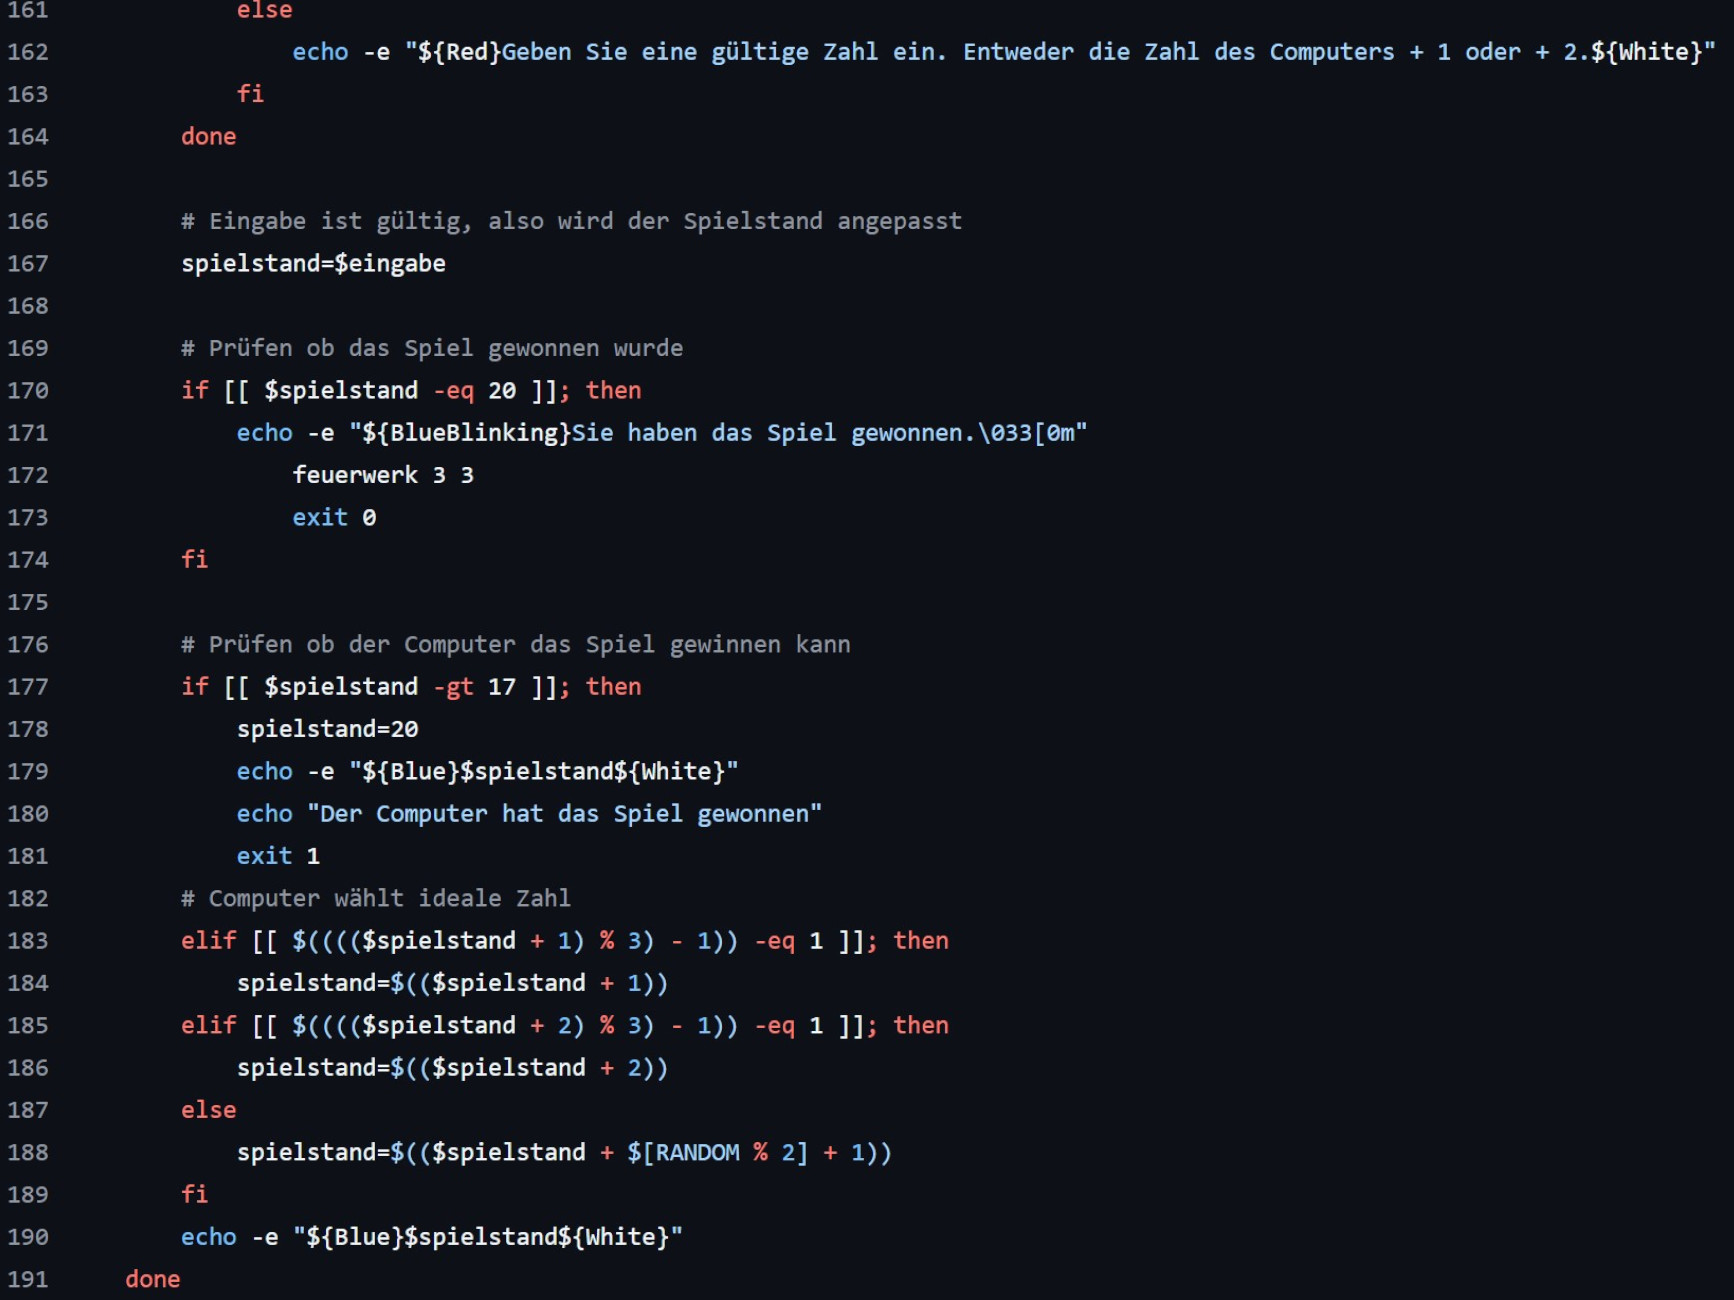 161 else
162 echo -e "${Red}Geben Sie eine gültige Zahl ein. Entweder die Zahl des Computers + 1 oder + 2.${White}"
163 fi
164 done
165
166 # Eingabe ist gültig, also wird der Spielstand angepasst
167 spielstand=$eingabe
168
169 # Prüfen ob das Spiel gewonnen wurde
170 if [[ $spielstand -eq 20 ]]; then
171 echo -e "${BlueBlinking}Sie haben das Spiel gewonnen.\033[0m"
172 feuerwerk 3 3
173 exit 0
174 fi
175
176 # Prüfen ob der Computer das Spiel gewinnen kann
177 if [[ $spielstand -gt 17 ]]; then
178 spielstand=20
179 echo -e "${Blue}$spielstand${White}"
180 echo "Der Computer hat das Spiel gewonnen"
181 exit 1
182 # Computer wählt ideale Zahl
183 elif [[ $(((($spielstand + 1) % 3) - 1)) -eq 1 ]]; then
184 spielstand=$(($spielstand + 1))
185 elif [[ $(((($spielstand + 2) % 3) - 1)) -eq 1 ]]; then
186 spielstand=$(($spielstand + 2))
187 else
188 spielstand=$(($spielstand + $[RANDOM % 2] + 1))
189 fi
190 echo -e "${Blue}$spielstand${White}"
191 done